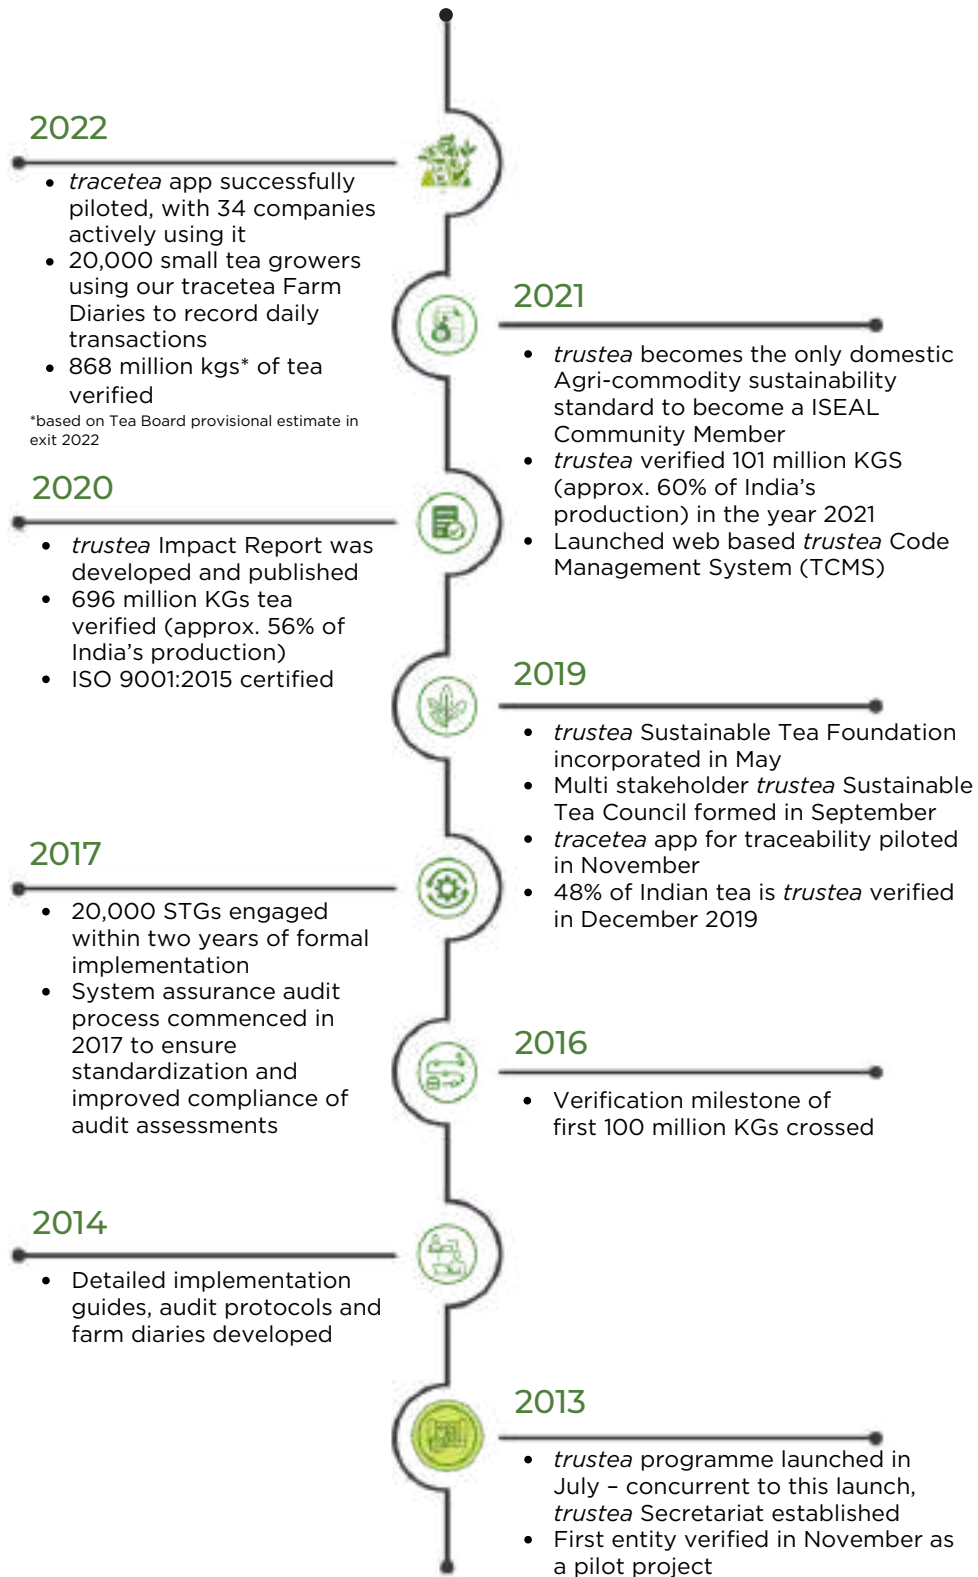 2022
• tracetea app successfully
piloted, with 34 companies
actively using it
• 20,000 small tea growers
using our tracetea Farm
Diaries to record daily
transactions
• 868 million kgs* of tea
verified
*based on Tea Board provisional estimate in
exit 2022
2021
• trustea becomes the only domestic
Agri-commodity sustainability
standard to become a ISEAL
Community Member
• trustea verified 101 million KGS
(approx. 60% of India's
production) in the year 2021
• Launched web based trustea Code
Management System (TCMS)
2020
• trustea Impact Report was
developed and published
• 696 million KGs tea
verified (approx. 56% of
India's production)
• ISO 9001:2015 certified
2019
• trustea Sustainable Tea Foundation
incorporated in May
• Multi stakeholder trustea Sustainable
Tea Council formed in September
• tracetea app for traceability piloted
in November
• 48% of Indian tea is trustea verified
in December 2019
2017
• 20,000 STGs engaged
within two years of formal
implementation
• System assurance audit
process commenced in
2017 to ensure
standardization and
improved compliance of
audit assessments
2016
• Verification milestone of
first 100 million KGs crossed
2014
• Detailed implementation
guides, audit protocols and
farm diaries developed
2013
• trustea programme launched in
July – concurrent to this launch,
trustea Secretariat established
• First entity verified in November as
a pilot project